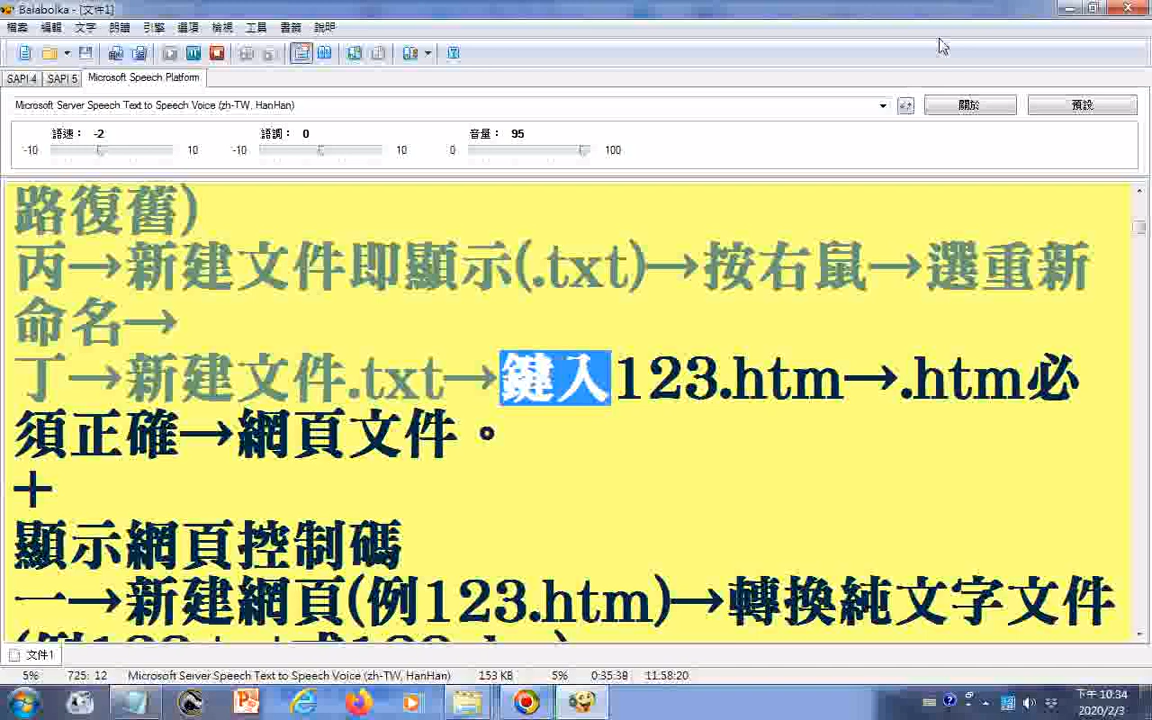 Balabolka - [文件1]
檔案 編輯 文字 朗讀 引擎 選項 檢視 工具 書籤 說明
SAPI 4 SAPI 5 Microsoft Speech Platform
Microsoft Server Speech Text to Speech Voice (zh-TW, HanHan) 關於 預設
語速： -2 語調： 0 音量： 95
-10 10 -10 10 0 100
路復舊)
丙→新建文件即顯示(.txt)→按右鼠→選重新
命名→
丁→新建文件.txt→鍵入123.htm→.htm必
須正確→網頁文件。
＋
顯示網頁控制碼
一→新建網頁(例123.htm)→轉換純文字文件
文件1
5% 725: 12 Microsoft Server Speech Text to Speech Voice (zh-TW, HanHan) 153 KB 5% 0:35:38 11:58:20
下午 10:34
2020/2/3